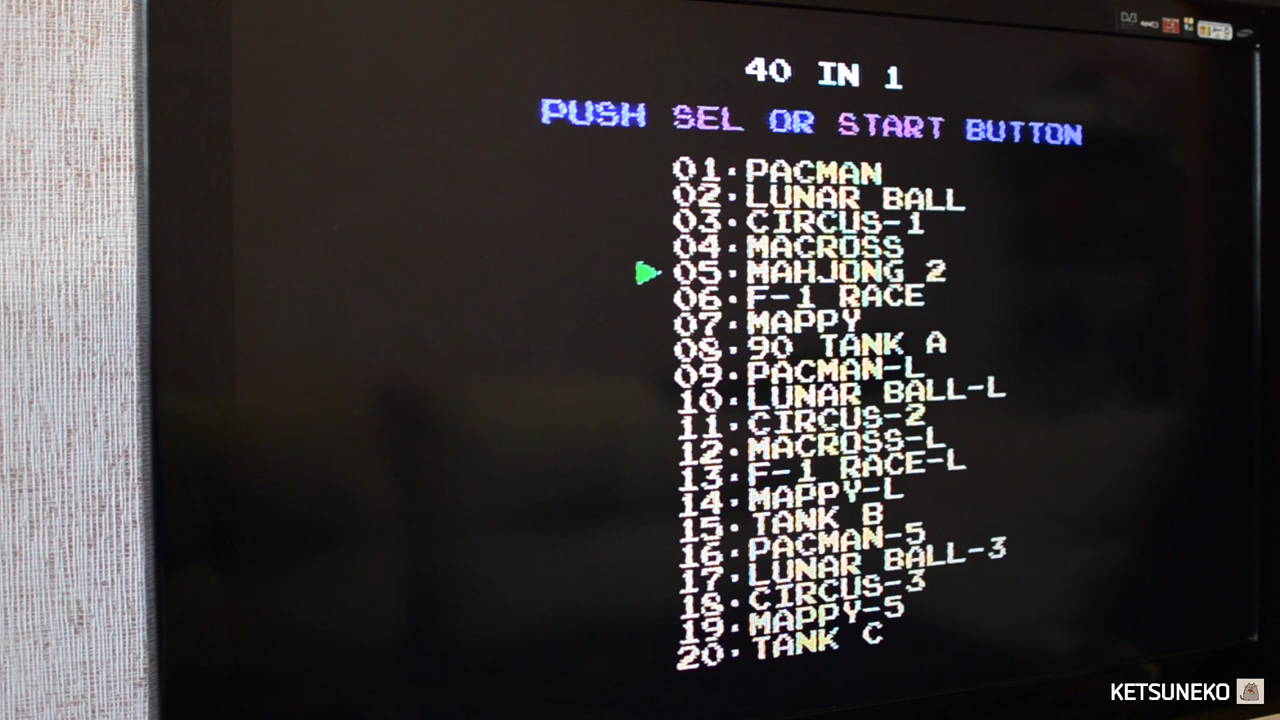 40 IN 1
PUSH SEL OR START BUTTON
01·PACMAN
02·LUNAR BALL
03·CIRCUS-1
04·MACROSS
05·MAHJONG 2
06·F-1 RACE
07·MAPPY
08·90 TANK A
09·PACMAN-L
10·LUNAR BALL-L
11·CIRCUS-2
12·MACROSS-L
13·F-1 RACE-L
14·MAPPY-L
15·TANK B
16·PACMAN-5
17·LUNAR BALL-3
18·CIRCUS-3
19·MAPPY-5
20·TANK C
KETSUNEKO